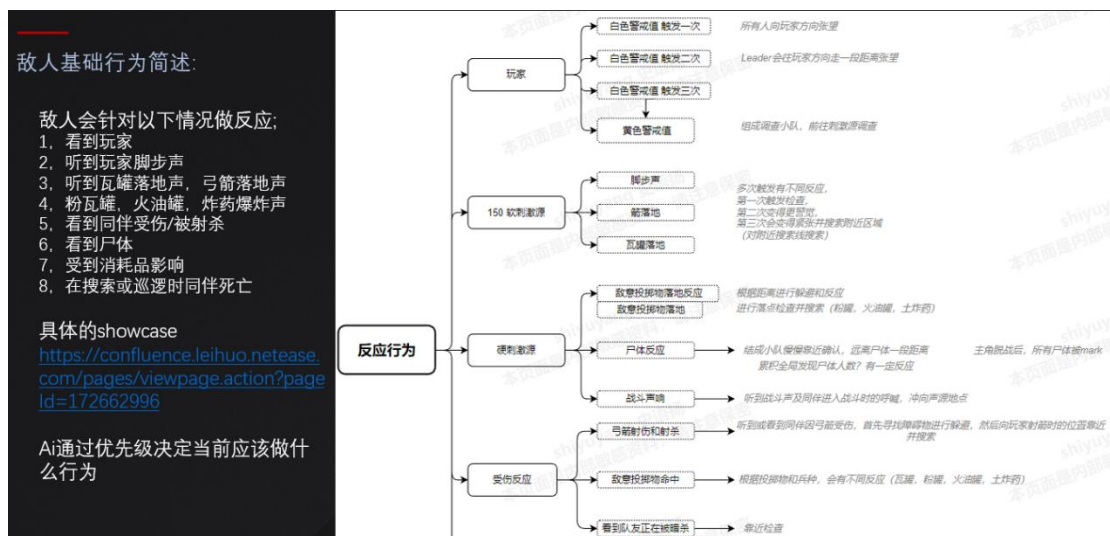 敌人基础行为简述:
敌人会针对以下情况做反应;
1，看到玩家
2，听到玩家脚步声
3，听到瓦罐落地声，弓箭落地声
4，粉瓦罐，火油罐，炸药爆炸声
5，看到同伴受伤/被射杀
6，看到尸体
7，受到消耗品影响
8，在搜索或巡逻时同伴死亡
具体的showcase
https://confluence.leihuo.netease.
com/pages/viewpage.action?page
Id=172662996
Ai通过优先级决定当前应该做什
么行为
反应行为
玩家
白色警戒值 触发一次
所有人向玩家方向张望
白色警戒值 触发二次
Leader会往玩家方向走一段距离张望
白色警戒值 触发三次
黄色警戒值
组成调查小队，前往刺激源调查
150 软刺激源
脚步声
箭落地
瓦罐落地
多次触发有不同反应，
第一次触发检查，
第二次变得更警觉，
第三次会变得紧张并搜索附近区域
(对附近搜索线搜索)
硬刺激源
敌意投掷物落地反应
根据距离进行躲避和反应
敌意投掷物落地
进行落点检查并搜索（粉罐，火油罐，土炸药）
尸体反应
结成小队慢慢靠近确认，远离尸体一段距离
主角脱战后，所有尸体被mark
累积全局发现尸体人数？有一定反应
战斗声响
听到战斗声及同伴进入战斗时的呼喊，冲向声源地点
受伤反应
弓箭射伤和射杀
听到或看到同伴因弓箭受伤，首先寻找障碍物进行躲避，然后向玩家射箭时的位置靠近
并搜索
敌意投掷物命中
根据投掷物和兵种，会有不同反应（瓦罐，粉罐，火油罐，土炸药）
看到队友正在被暗杀
靠近检查